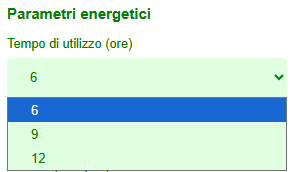 Parametri energetici
Tempo di utilizzo (ore)
6
6
9
12